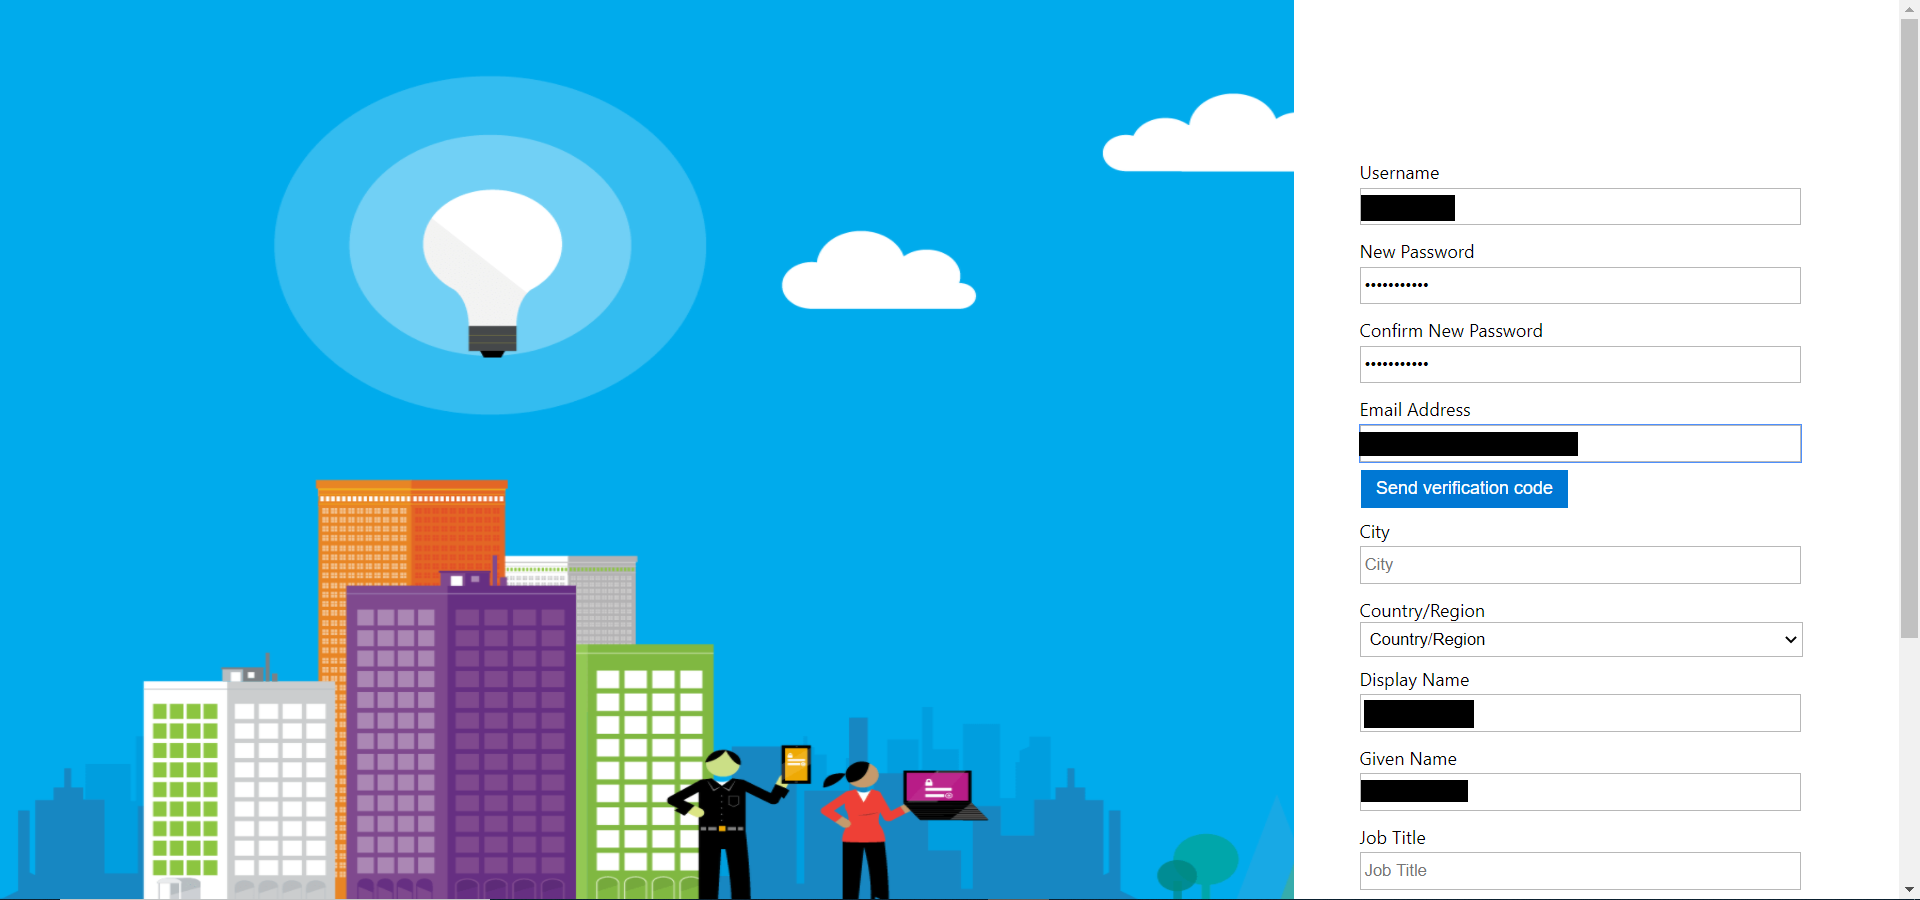 Username
New Password
•••••••••••
Confirm New Password
•••••••••••
Email Address
Send verification code
City
City
Country/Region
Country/Region
Display Name
Given Name
Job Title
Job Title